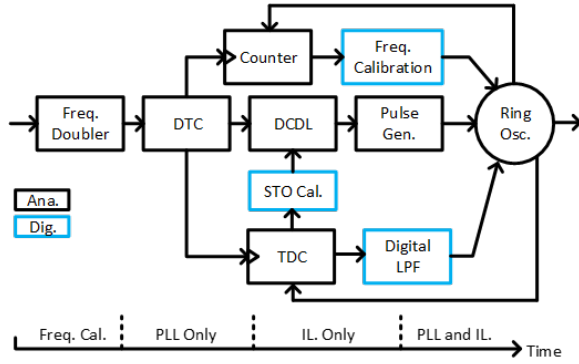 Counter
Freq.
Calibration
Freq.
Doubler
DTC
DCDL
Pulse
Gen.
Ring
Osc.
Ana.
Dig.
STO Cal.
TDC
Digital
LPF
Freq. Cal.
PLL Only
IL. Only
PLL and IL.
Time